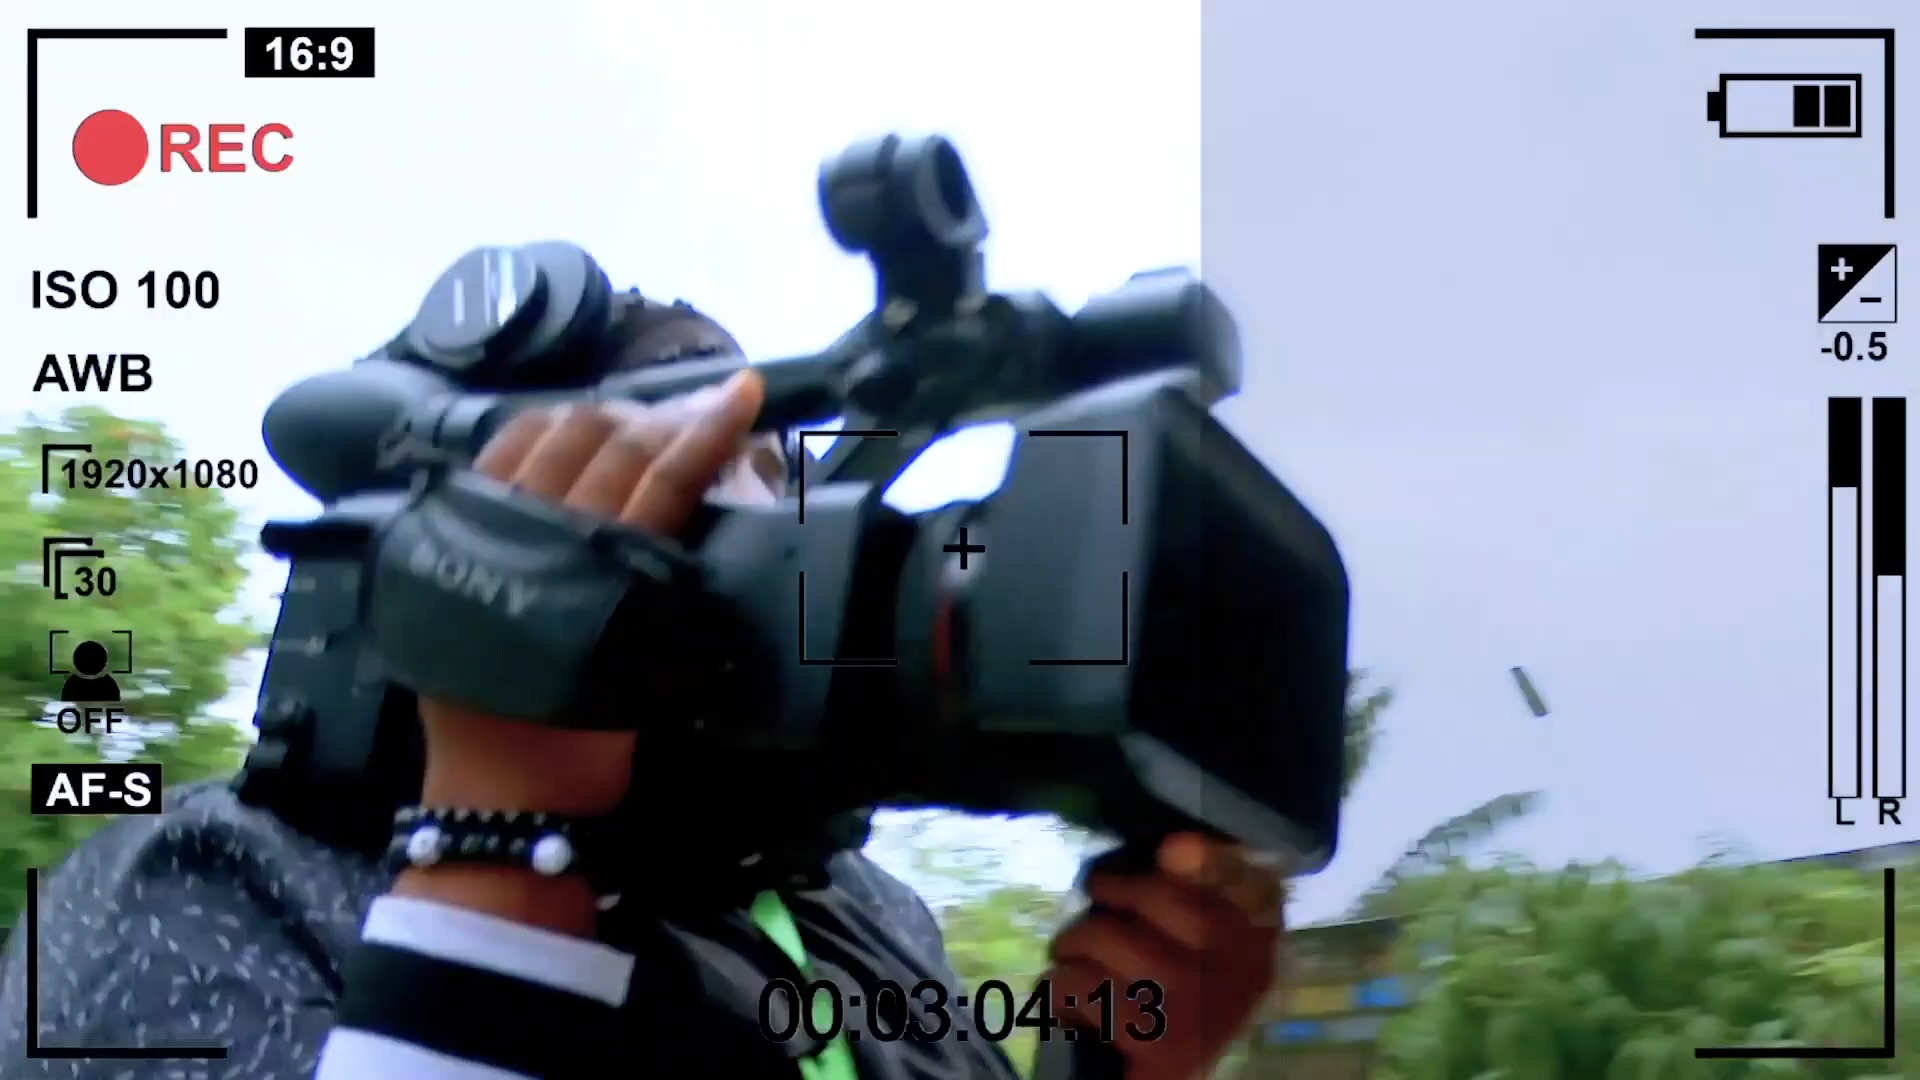 16:9
REC
ISO 100
AWB
1920x1080
30
OFF
AF-S
SONY
+
−
-0.5
L R
00:03:04:13